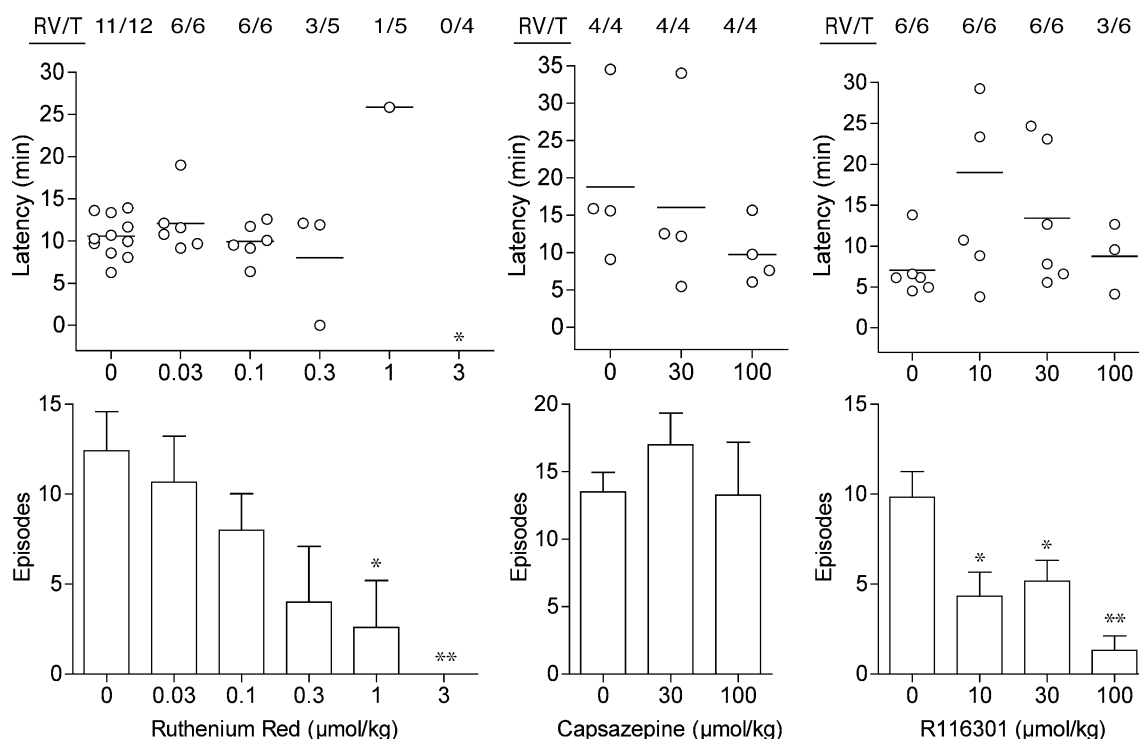 RV/T 11/12 6/6 6/6 3/5 1/5 0/4
Latency (min)
30
25
20
15
10
5
0
*
0 0.03 0.1 0.3 1 3
RV/T 4/4 4/4 4/4
Latency (min)
35
30
25
20
15
10
5
0
0 30 100
RV/T 6/6 6/6 6/6 3/6
Latency (min)
30
25
20
15
10
5
0
0 10 30 100
Episodes
15
10
5
0
*
**
0 0.03 0.1 0.3 1 3
Ruthenium Red (µmol/kg)
Episodes
20
15
10
5
0
0 30 100
Capsazepine (µmol/kg)
Episodes
15
10
5
0
* *
**
0 10 30 100
R116301 (µmol/kg)